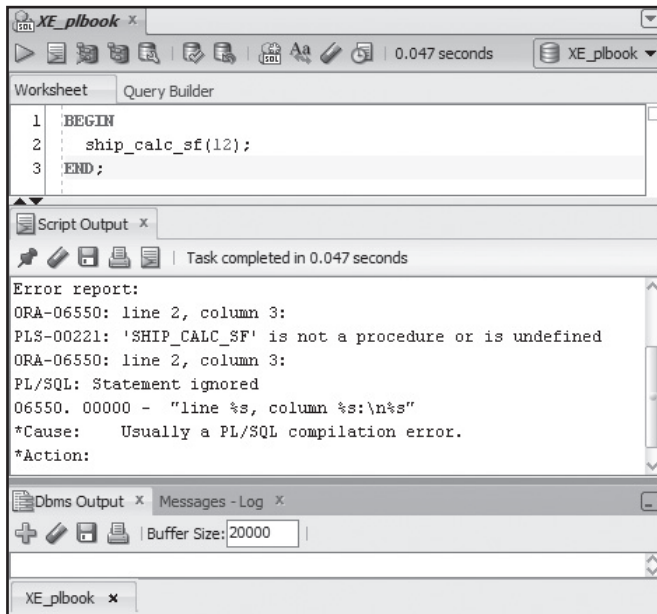 XE_plbook
0.047 seconds
XE_plbook
Worksheet Query Builder
1 BEGIN
2 ship_calc_sf(12);
3 END;
Script Output
Task completed in 0.047 seconds
Error report:
ORA-06550: line 2, column 3:
PLS-00221: 'SHIP_CALC_SF' is not a procedure or is undefined
ORA-06550: line 2, column 3:
PL/SQL: Statement ignored
06550. 00000 - "line %s, column %s:\n%s"
*Cause: Usually a PL/SQL compilation error.
*Action:
Dbms Output Messages - Log
Buffer Size: 20000
XE_plbook